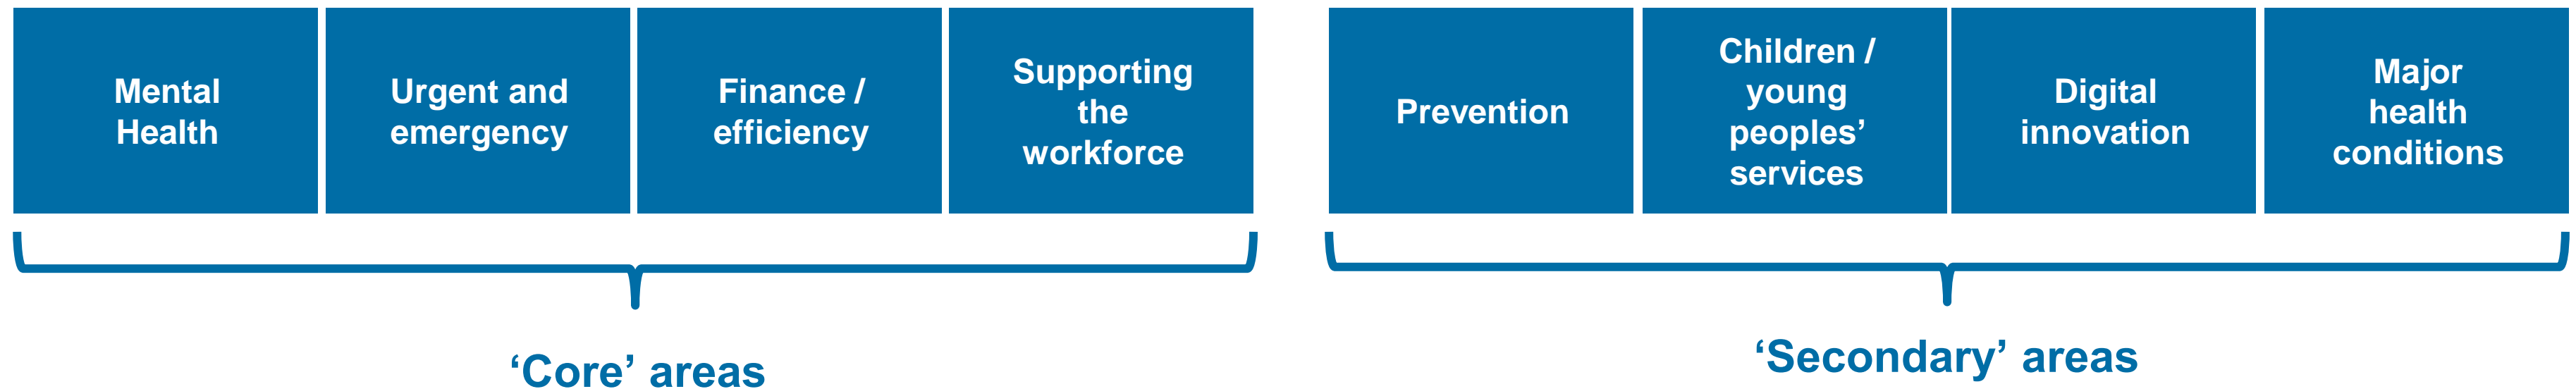 Mental
Health
Urgent and
emergency
Finance /
efficiency
Supporting
the
workforce
Prevention
Children /
young
peoples’
services
Digital
innovation
Major
health
conditions
‘Core’ areas
‘Secondary’ areas